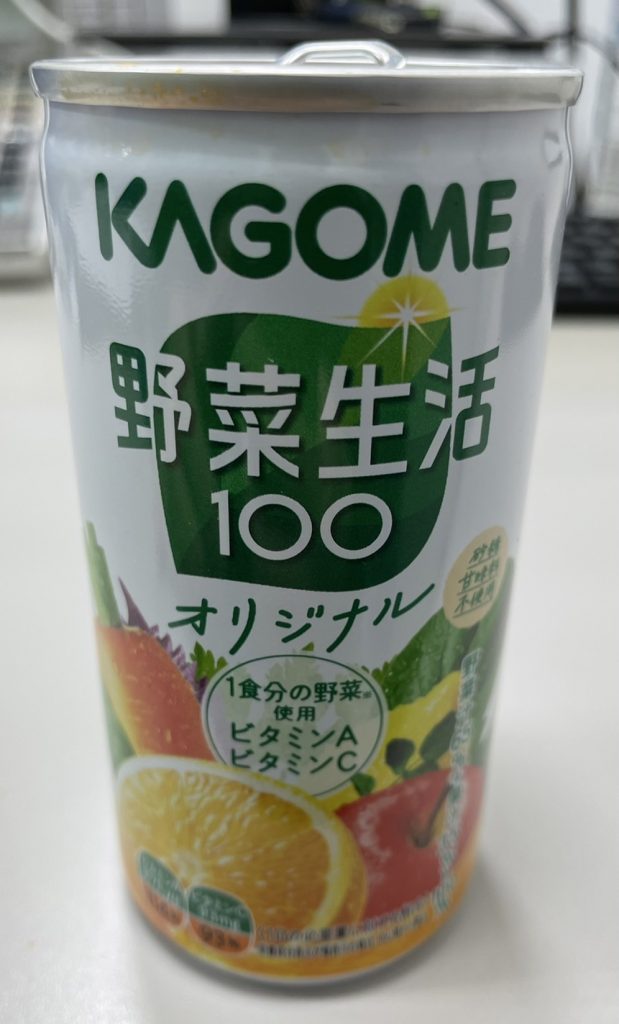 KAGOME
野菜生活
100
オリジナル
砂糖
甘味料
不使用
1食分の野菜※
使用
ビタミンA
ビタミンC